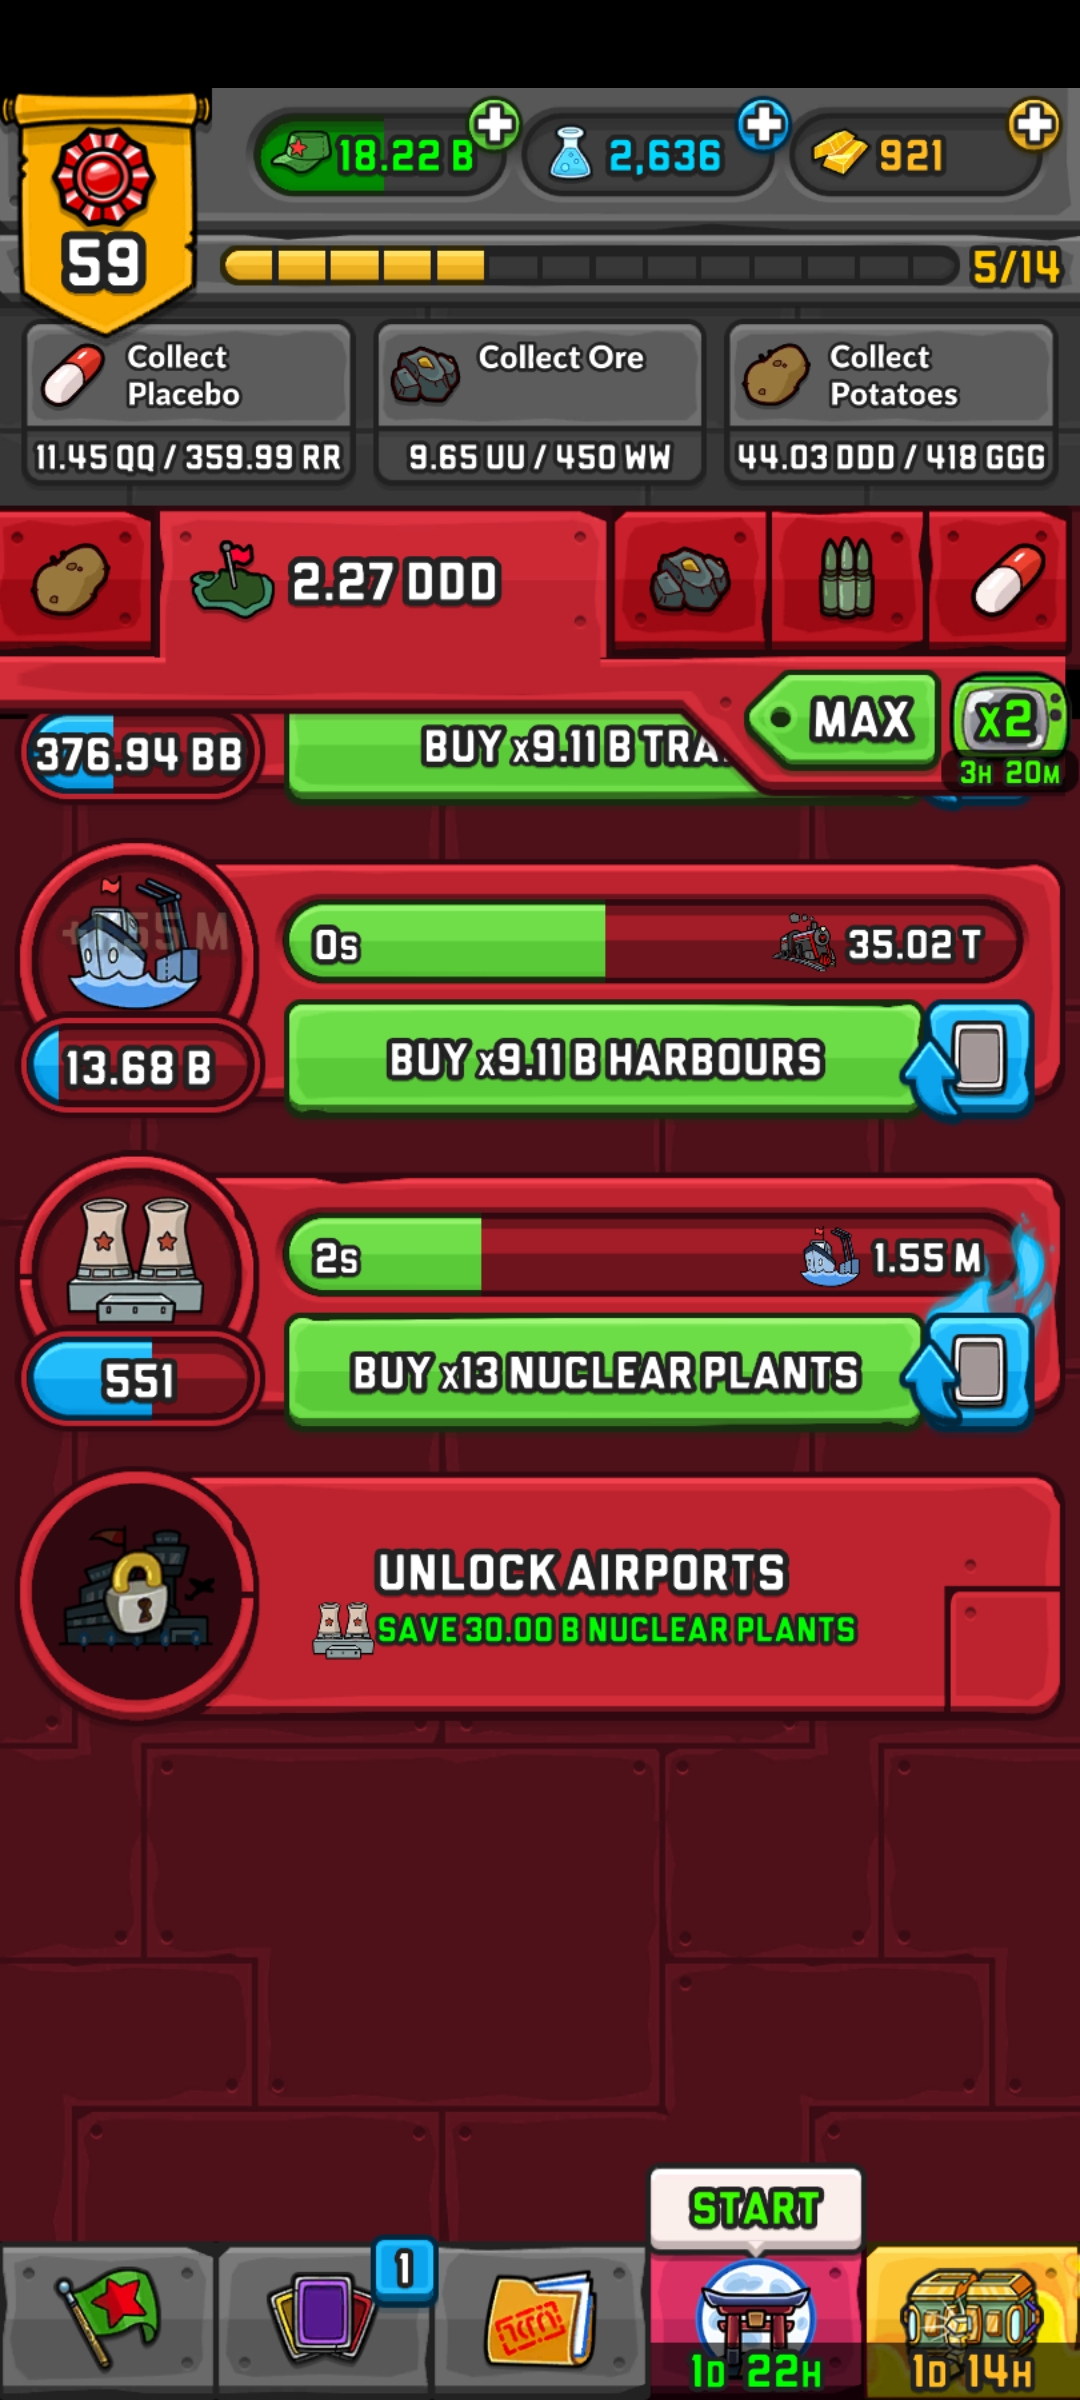 18.22 B
2,636
921
59
5/14
Collect
Placebo
11.45 QQ / 359.99 RR
Collect Ore
9.65 UU / 450 WW
Collect
Potatoes
44.03 DDD / 418 GGG
2.27 DDD
MAX
x2
3H 20M
376.94 BB
BUY x9.11 B TRA.
+1.55 M
0s
35.02 T
13.68 B
BUY x9.11 B HARBOURS
2s
1.55 M
551
BUY x13 NUCLEAR PLANTS
UNLOCK AIRPORTS
SAVE 30.00 B NUCLEAR PLANTS
START
1
1D 22H
1D 14H